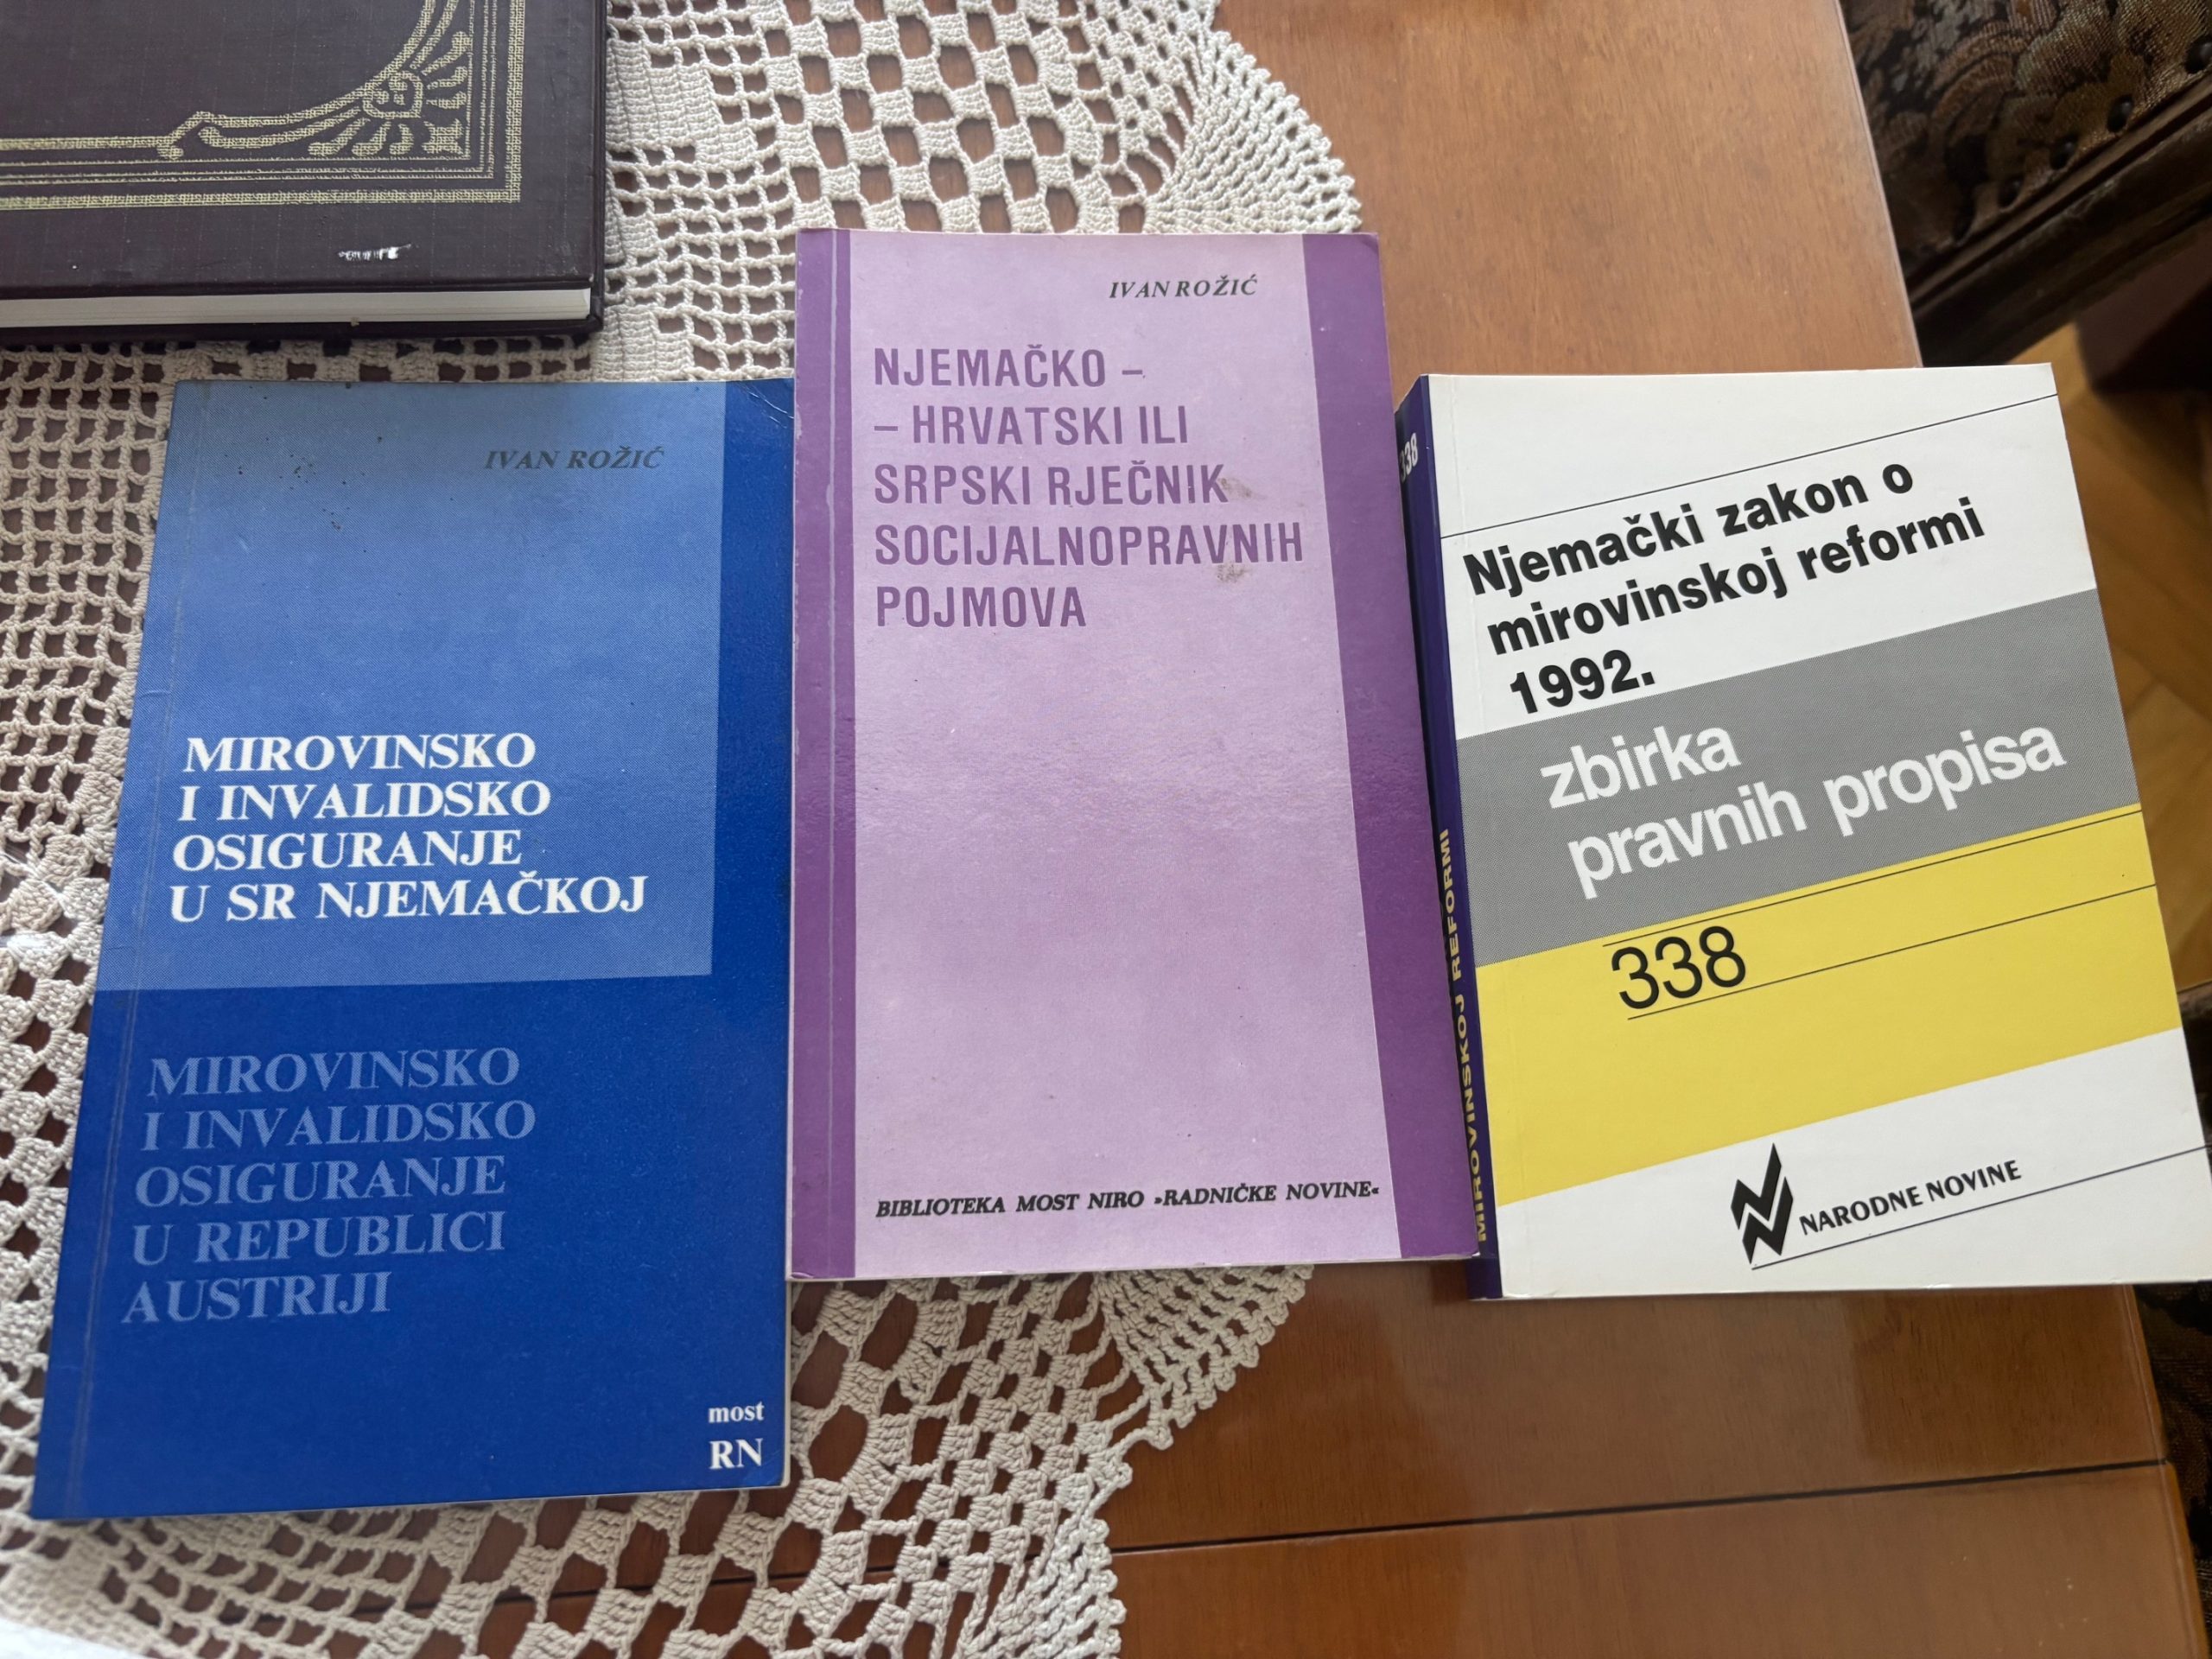 IVAN ROŽIĆ
MIROVINSKO
I INVALIDSKO
OSIGURANJE
U SR NJEMAČKOJ
MIROVINSKO
I INVALIDSKO
OSIGURANJE
U REPUBLICI
AUSTRIJI
most
RN
IVAN ROŽIĆ
NJEMAČKO –
– HRVATSKI ILI
SRPSKI RJEČNIK
SOCIJALNOPRAVNIH
POJMOVA
BIBLIOTEKA MOST NIRO »RADNIČKE NOVINE«
338
MIROVINSKOJ REFORMI
Njemački zakon o
mirovinskoj reformi
1992.
zbirka
pravnih propisa
338
NARODNE NOVINE